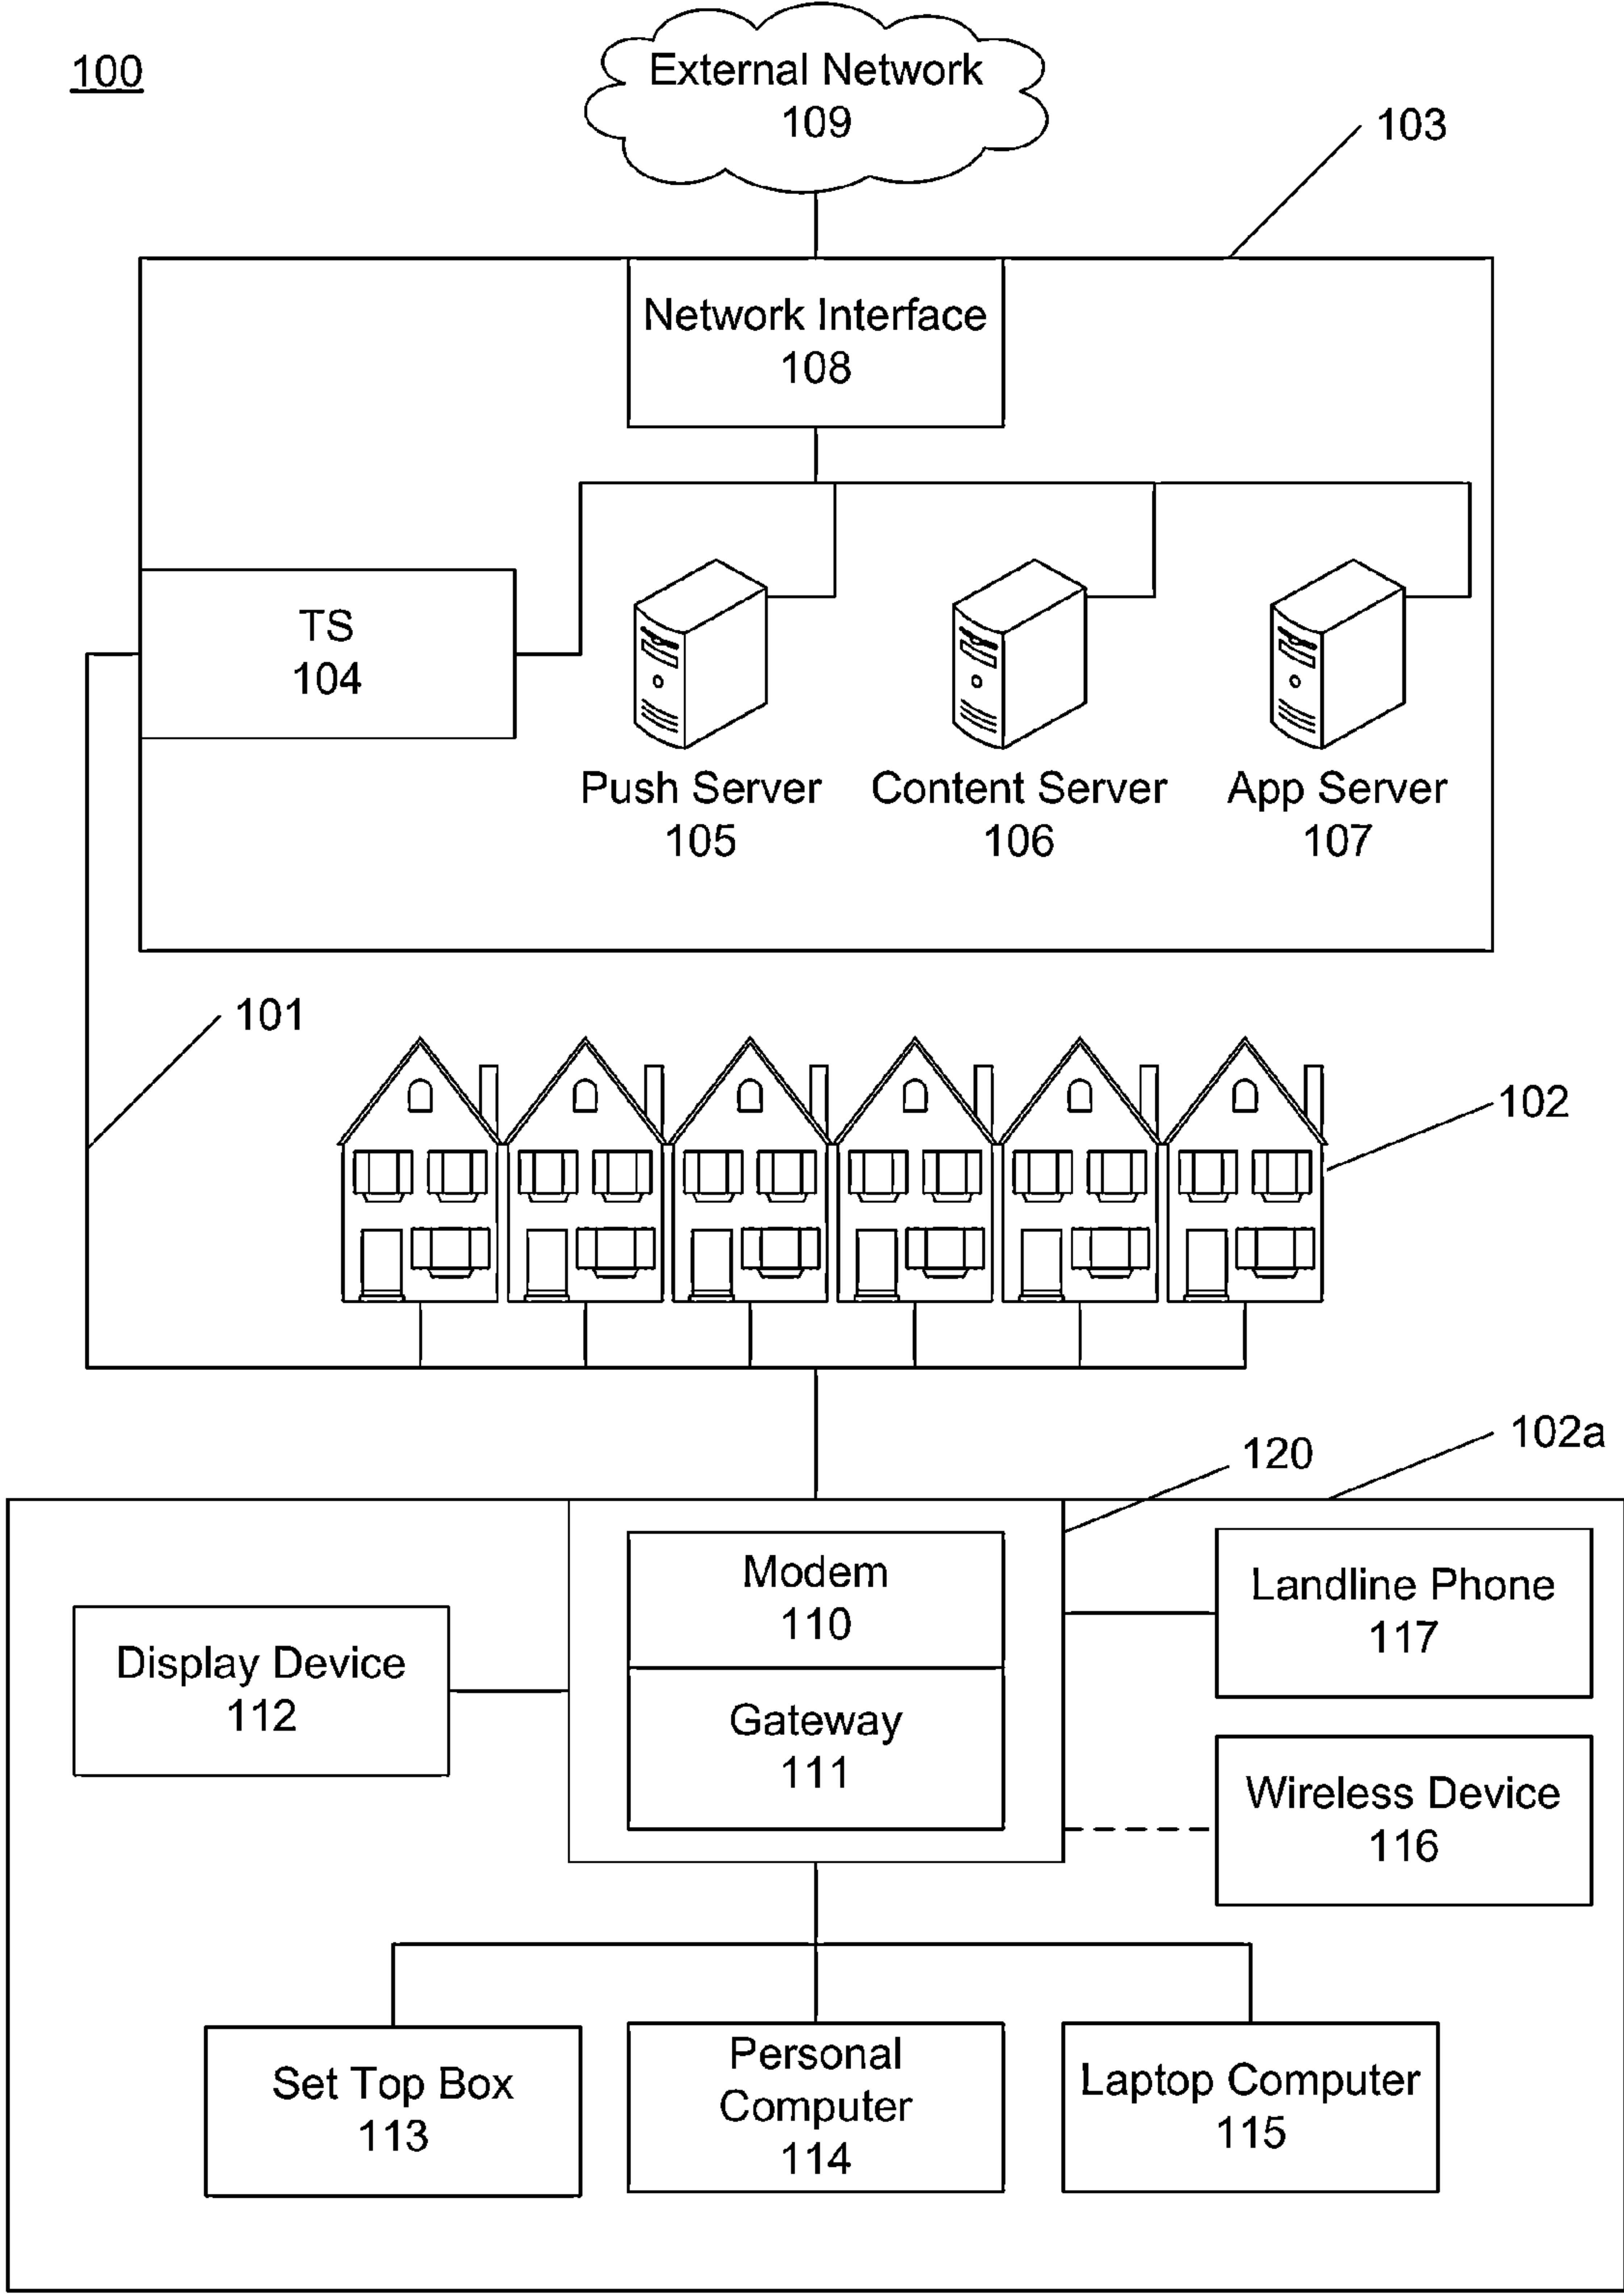 100
External Network
109
103
Network Interface
108
TS
104
Push Server
105
Content Server
106
App Server
107
101
102
102a
120
Modem
110
Gateway
111
Landline Phone
117
Display Device
112
Wireless Device
116
Set Top Box
113
Personal
Computer
114
Laptop Computer
115